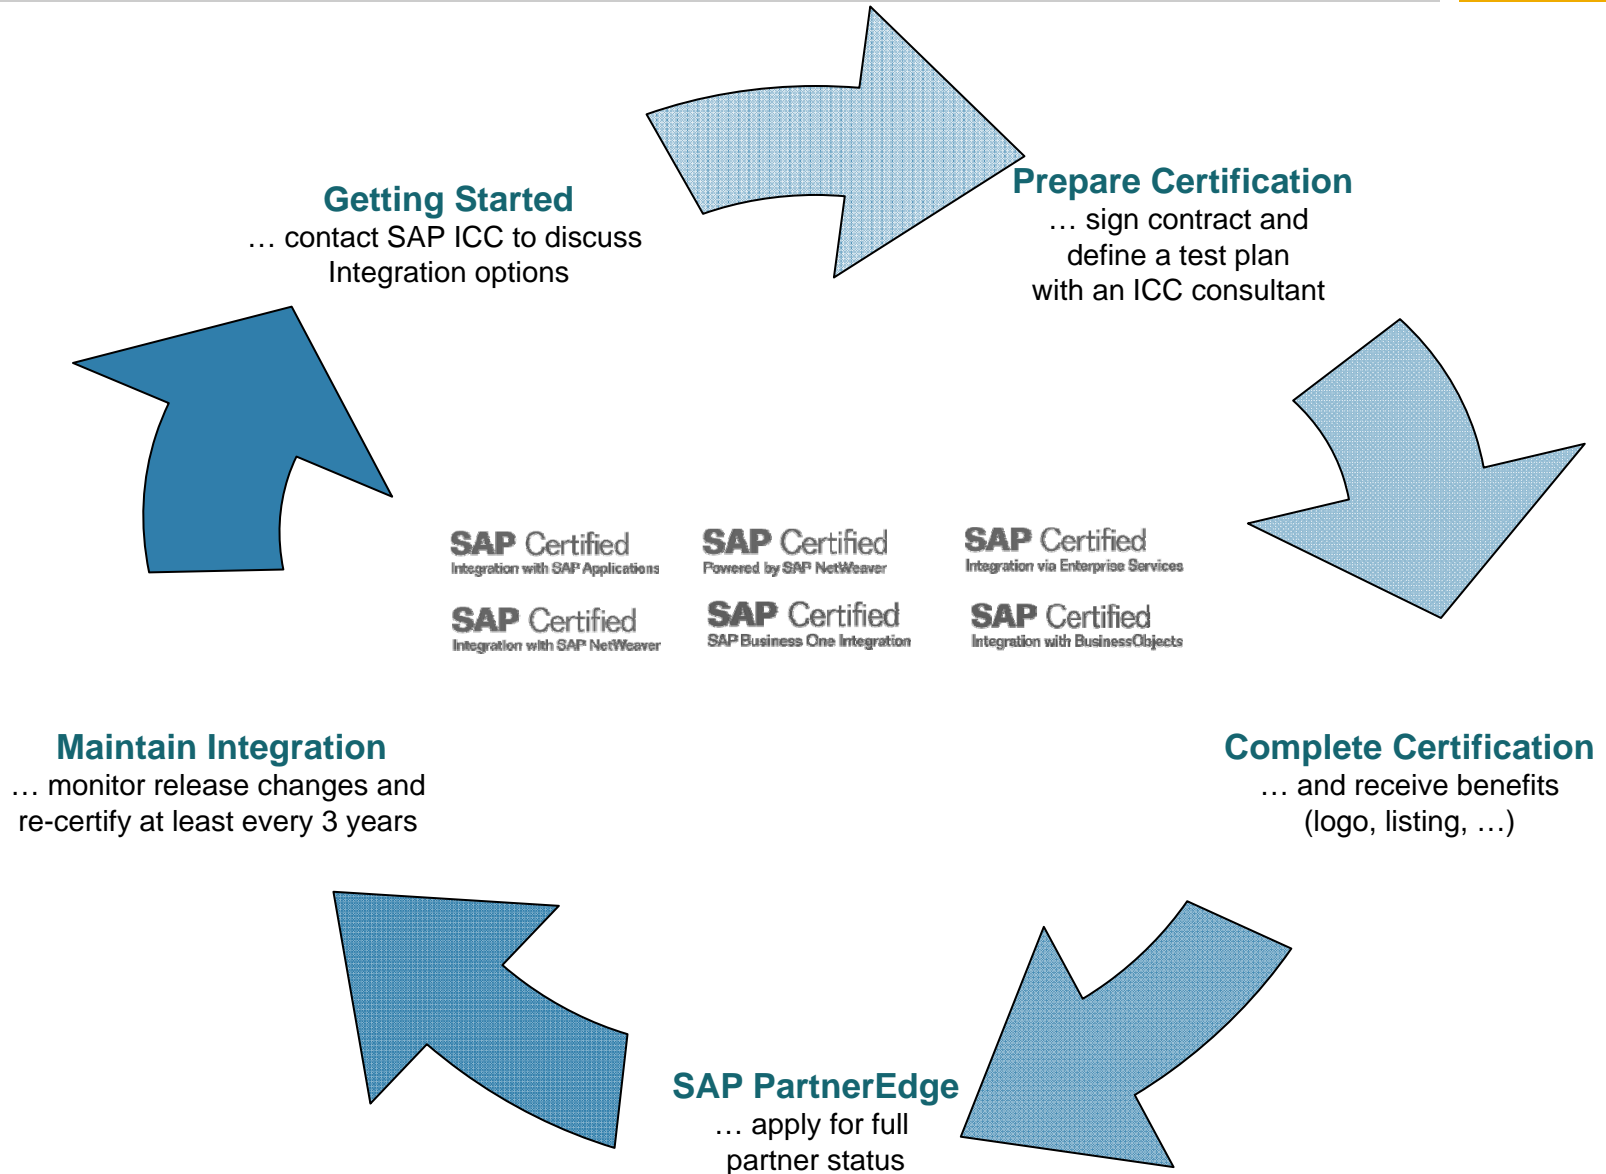 Getting Started
… contact SAP ICC to discuss
Integration options
Prepare Certification
… sign contract and
define a test plan
with an ICC consultant
SAP Certified
Integration with SAP Applications
SAP Certified
Powered by SAP NetWeaver
SAP Certified
Integration via Enterprise Services
SAP Certified
Integration with SAP NetWeaver
SAP Certified
SAP Business One Integration
SAP Certified
Integration with BusinessObjects
Maintain Integration
… monitor release changes and
re-certify at least every 3 years
Complete Certification
… and receive benefits
(logo, listing, …)
SAP PartnerEdge
… apply for full
partner status